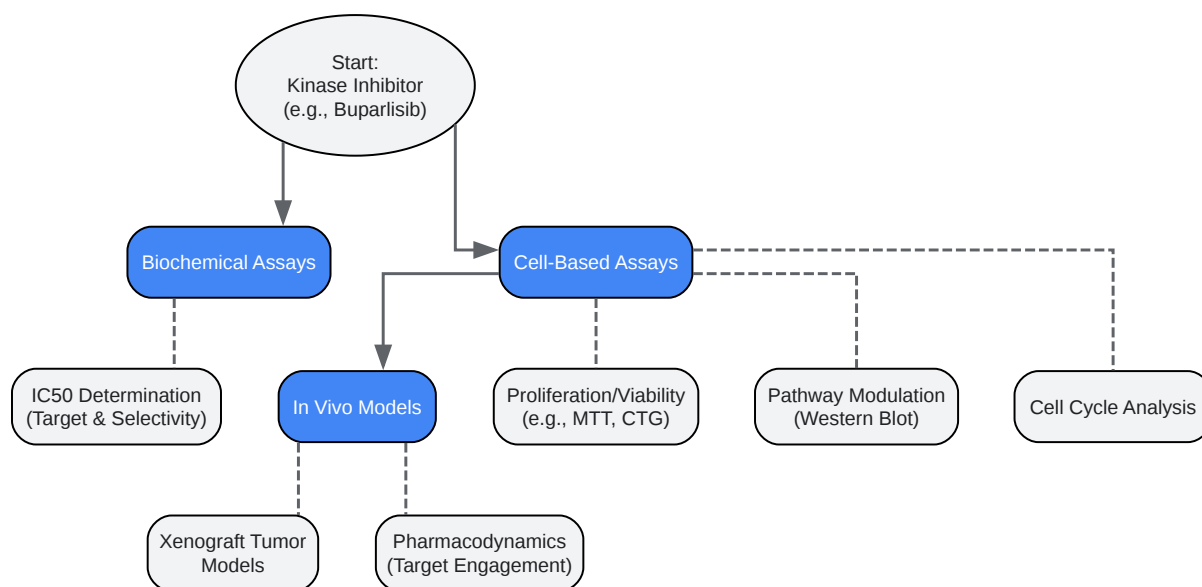 Start:
Kinase Inhibitor
(e.g., Buparlisib)
Biochemical Assays
Cell-Based Assays
IC50 Determination
(Target & Selectivity)
In Vivo Models
Proliferation/Viability
(e.g., MTT, CTG)
Pathway Modulation
(Western Blot)
Cell Cycle Analysis
Xenograft Tumor
Models
Pharmacodynamics
(Target Engagement)